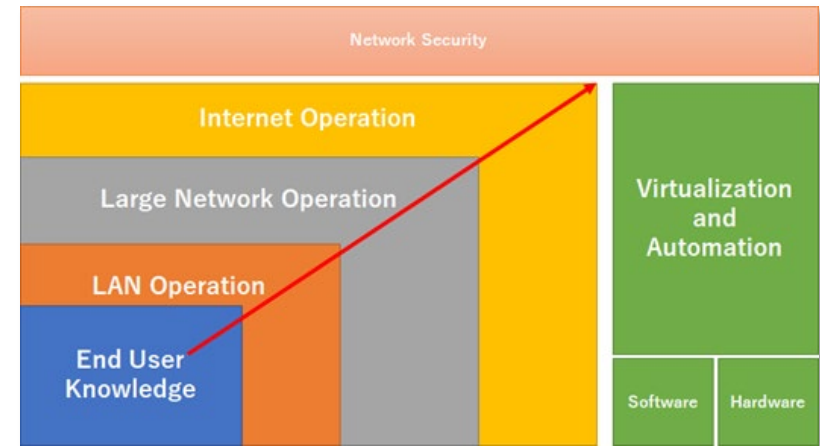 Network Security
Internet Operation
Large Network Operation
LAN Operation
End User
Knowledge
Virtualization
and
Automation
Software
Hardware